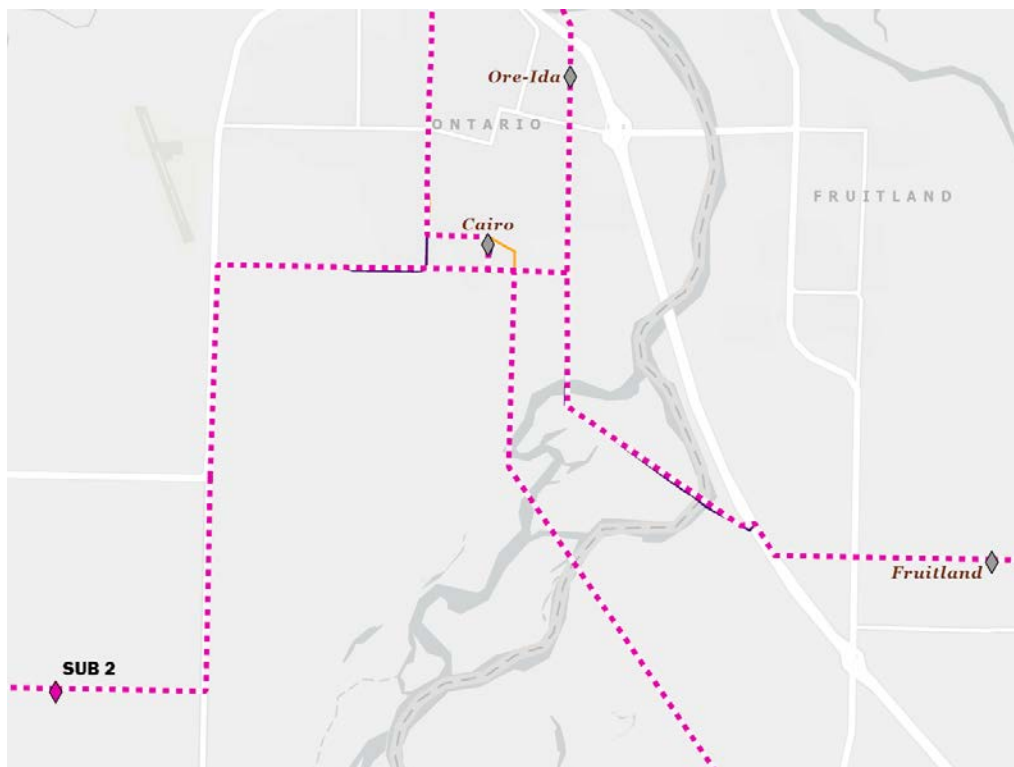 Ore-Ida
ONTARIO
FRUITLAND
Cairo
Fruitland
SUB 2